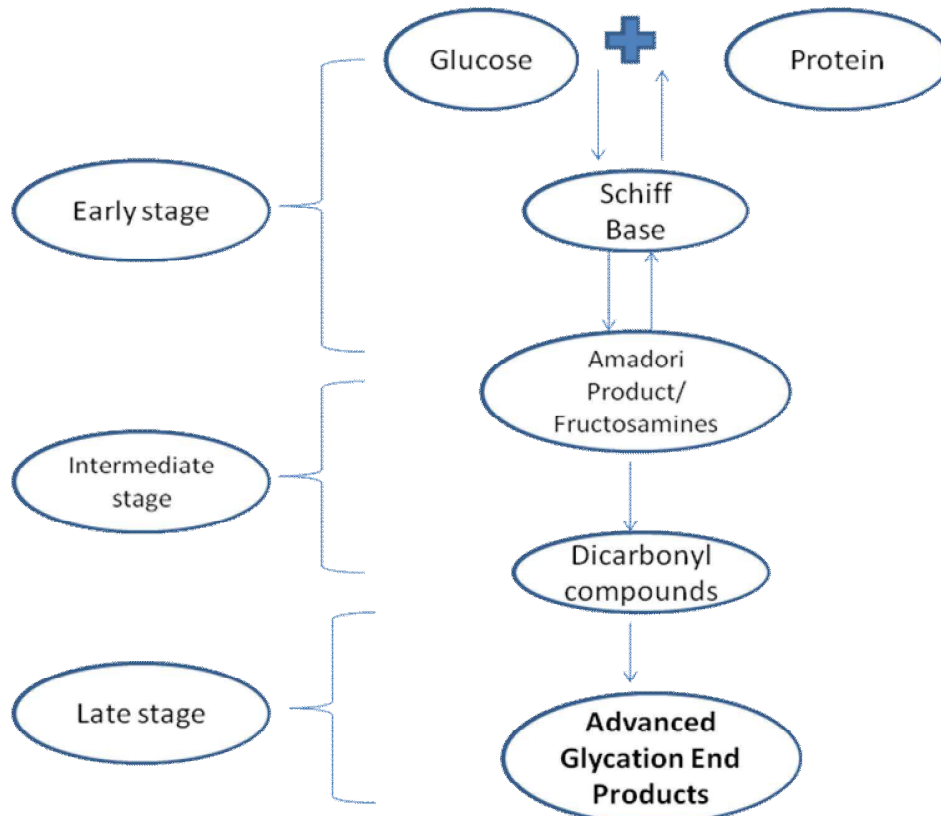 Glucose
Protein
Early stage
Schiff
Base
Amadori
Product/
Fructosamines
Intermediate
stage
Dicarbonyl
compounds
Late stage
Advanced
Glycation End
Products